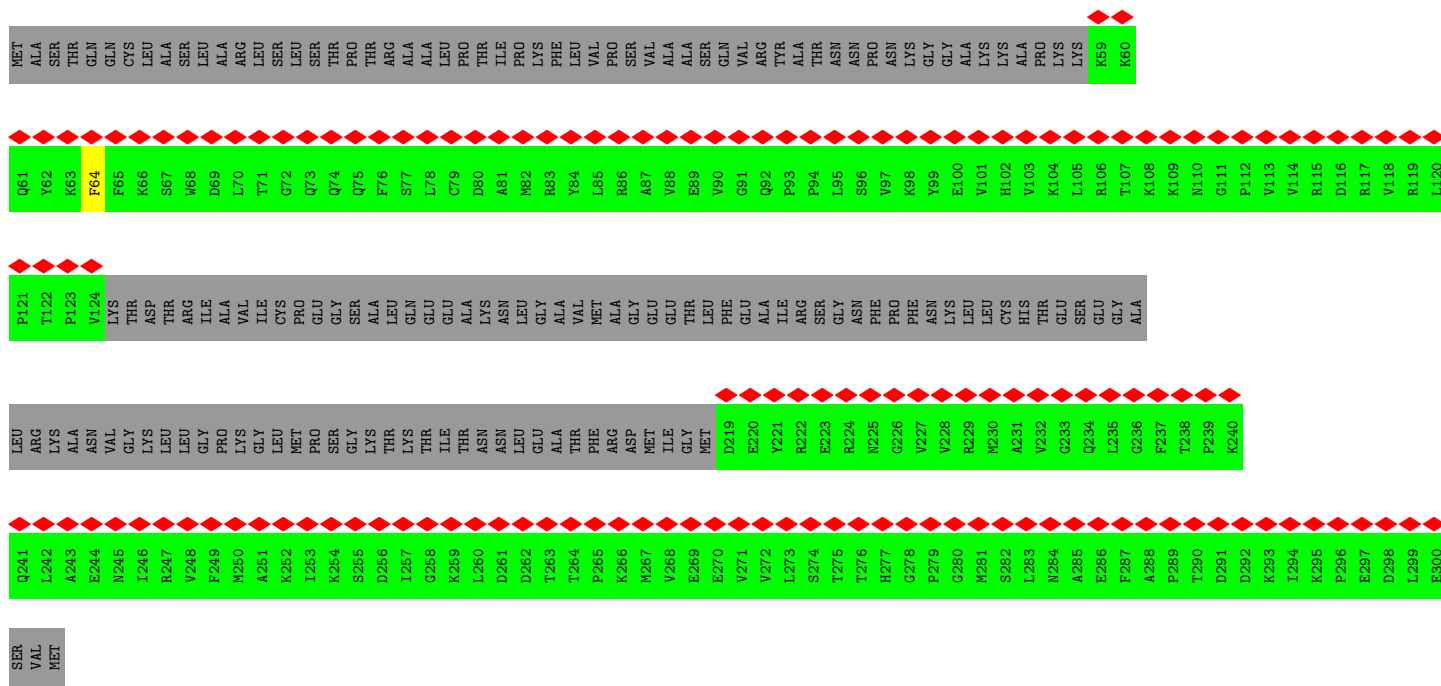 MET ALA SER THR GLN GLN CYS LEU ALA SER LEU ALA ARG LEU SER LEU SER THR PRO THR ARG ALA ALA LEU PRO THR ILE PRO LYS PHE LEU VAL PRO SER VAL ALA ALA SER GLN VAL ARG TYR ALA THR ASN ASN PRO ASN LYS GLY GLY ALA LYS LYS ALA PRO LYS LYS K59 K60
Q61 Y62 K63 F64 F65 K66 S67 W68 D69 L70 T71 G72 Q73 Q74 Q75 F76 S77 L78 C79 D80 A81 M82 R83 Y84 L85 R86 A87 V88 E89 V90 G91 Q92 P93 P94 L95 S96 V97 K98 Y99 E100 V101 H102 V103 K104 L105 R106 T107 K108 K109 N110 G111 P112 V113 V114 R115 D116 R117 V118 R119 L120
P121 T122 P123 V124 LYS THR ASP THR ARG ILE ALA VAL ILE CYS PRO GLU GLY SER ALA LEU GLN GLU GLU ALA LYS ASN LEU GLY ALA VAL MET ALA GLY GLU GLU THR LEU PHE GLU ALA ILE ARG SER GLY ASN PHE PRO PHE ASN LYS LEU LEU CYS HIS THR GLU SER GLU GLY ALA
LEU ARG LYS ALA ASN VAL GLY LYS LEU LEU GLY PRO LYS GLY LEU MET PRO SER GLY LYS THR LYS THR ILE THR ASN ASN LEU GLU ALA THR PHE ARG ASP MET ILE GLY MET D219 E220 Y221 R222 E223 R224 N225 G226 V227 V228 R229 M230 A231 V232 G233 Q234 L235 G236 F237 T238 P239 K240
Q241 L242 A243 E244 N245 I246 R247 V248 F249 M250 A251 K252 I253 K254 S255 D256 I257 G258 K259 L260 D261 D262 T263 T264 P265 K266 M267 V268 E269 E270 V271 V272 L273 S274 T275 T276 H277 G278 P279 G280 M281 S282 L283 N284 A285 E286 F287 A288 P289 T290 D291 D292 K293 I294 K295 P296 E297 D298 L299 E300
SER VAL MET